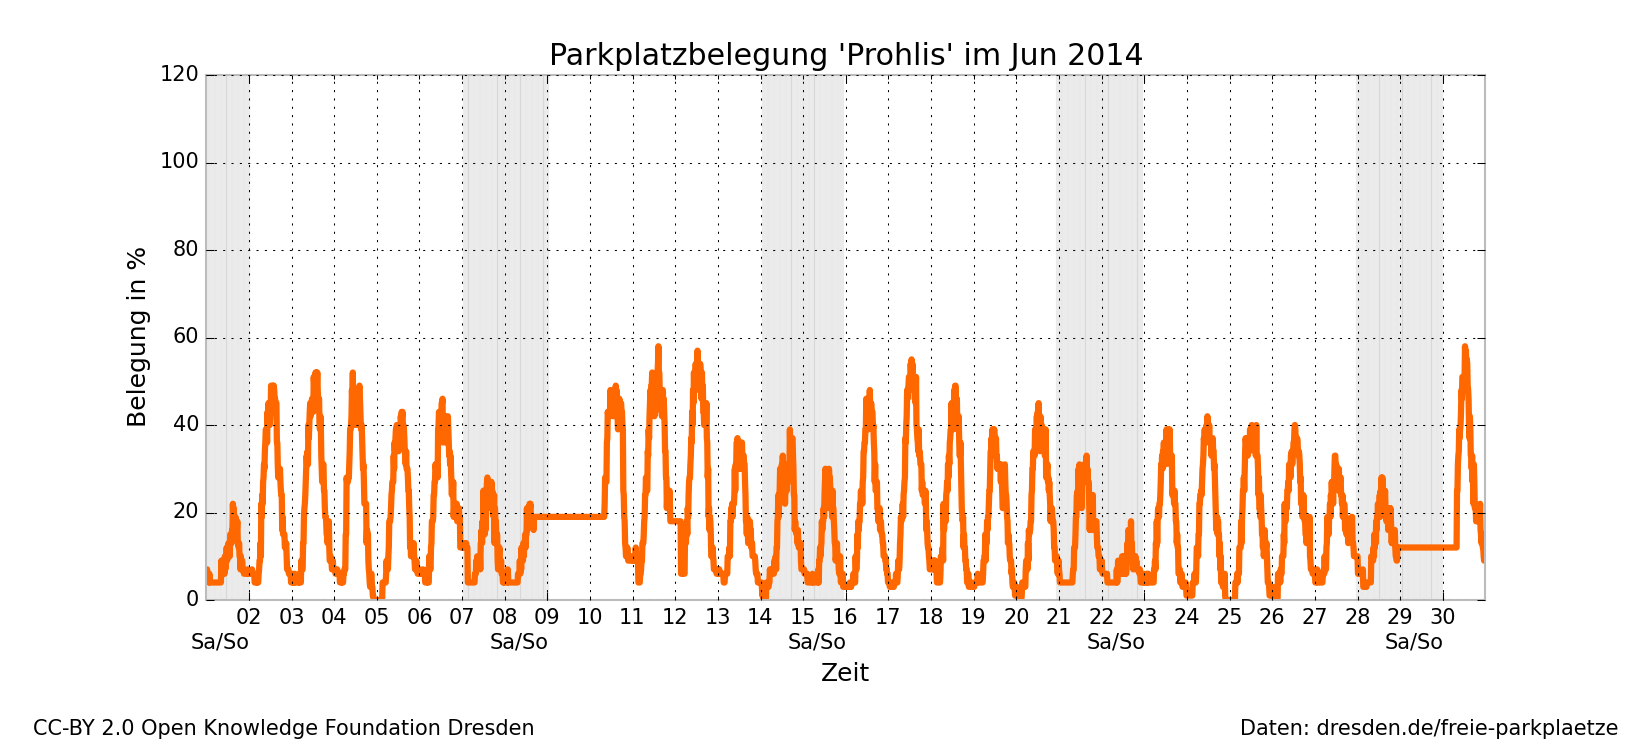 Parkplatzbelegung 'Prohlis' im Jun 2014
120
100
80
60
40
20
0
Belegung in %
02 03 04 05 06 07 08 09 10 11 12 13 14 15 16 17 18 19 20 21 22 23 24 25 26 27 28 29 30
Sa/So Sa/So Sa/So Sa/So Sa/So
Zeit
CC-BY 2.0 Open Knowledge Foundation Dresden
Daten: dresden.de/freie-parkplaetze